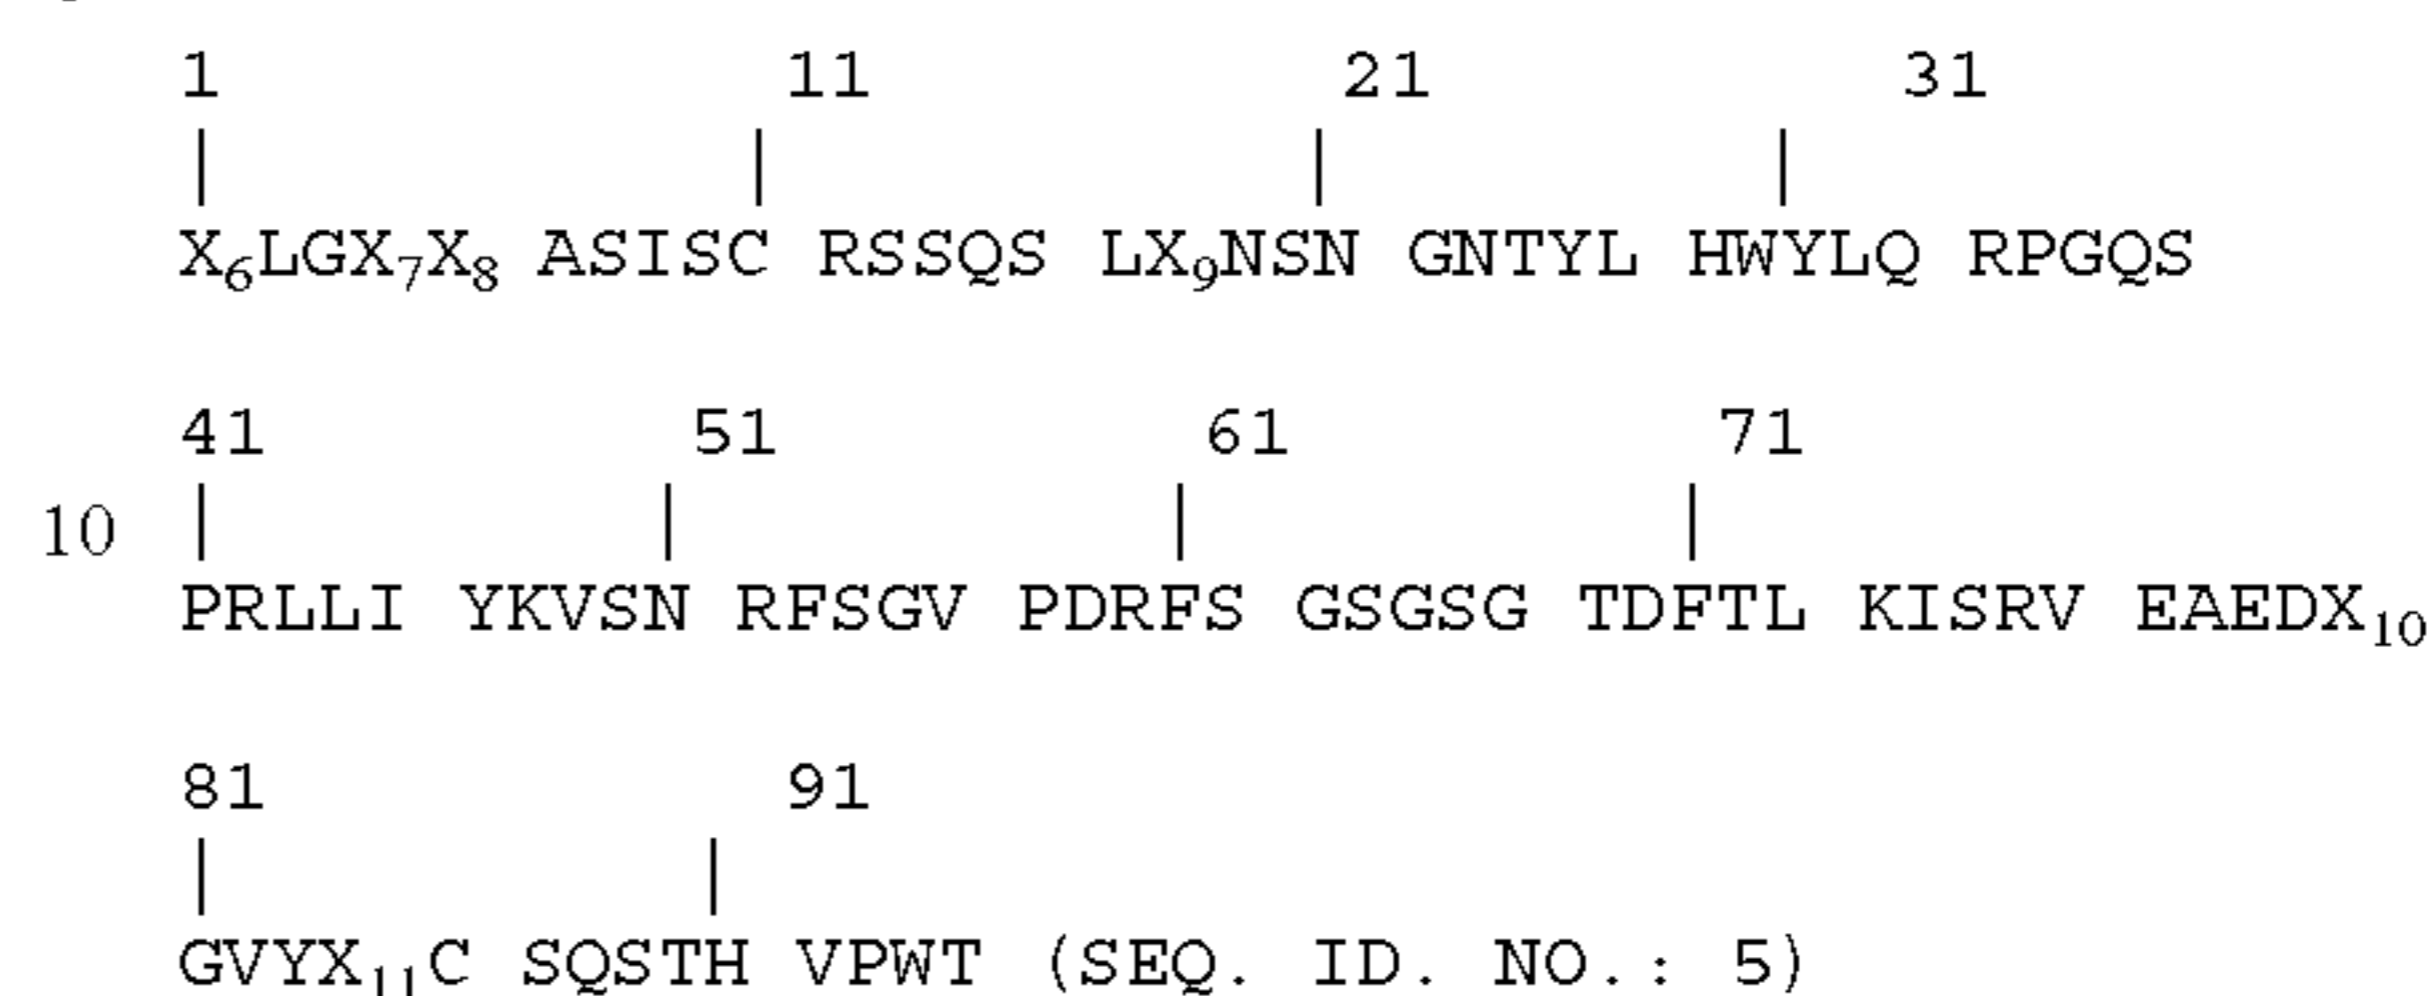 1 11 21 31
| | | |
X₆LGX₇X₈ ASISC RSSQS LX₉NSN GNTYL HWYLQ RPGQS
41 51 61 71
10 | | | |
PRLLI YKVSN RFSGV PDRFS GSGSG TDFTL KISRV EAEDX₁₀
81 91
| |
GVYX₁₁C SQSTH VPWT (SEQ. ID. NO.: 5)